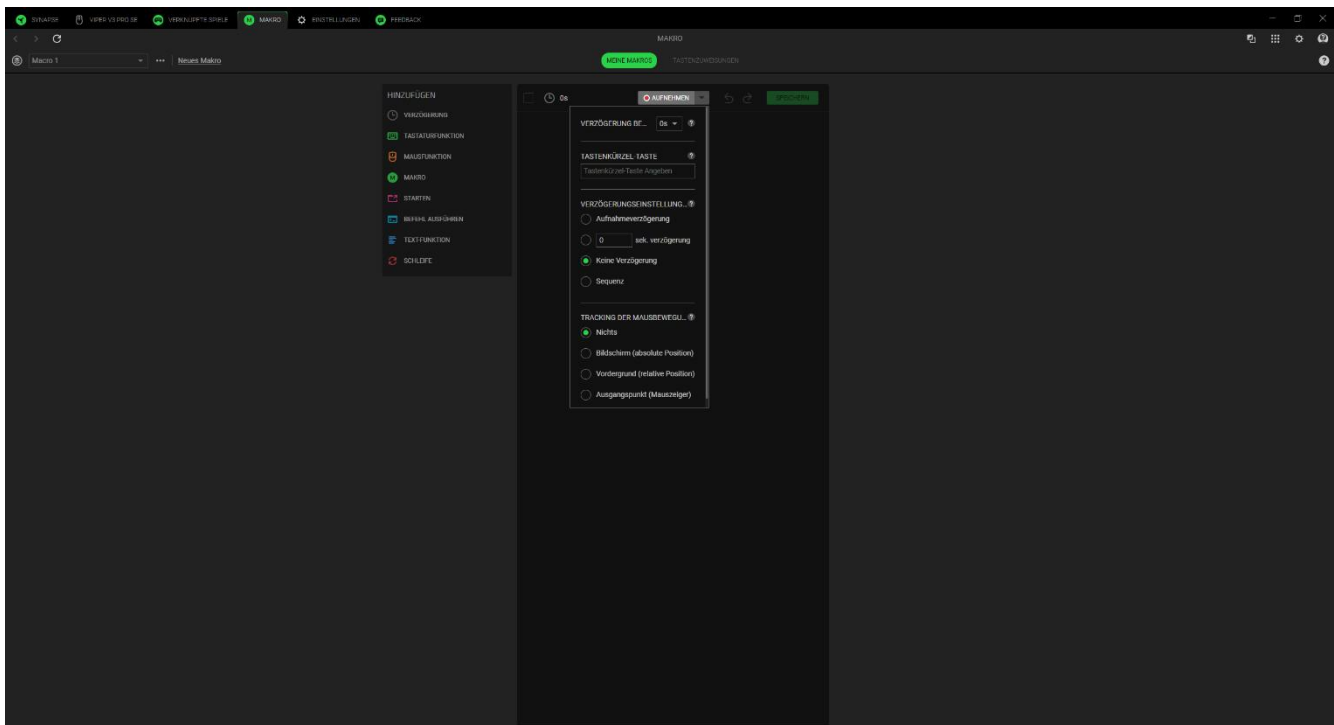 SYNAPSE
VIPER V3 PRO SE
VERKNÜPFTE SPIELE
MAKRO
EINSTELLUNGEN
FEEDBACK
MAKRO
Macro 1
Neues Makro
MEINE MAKROS
TASTENZUWEISUNGEN
HINZUFÜGEN
VERZÖGERUNG
TASTATURFUNKTION
MAUSFUNKTION
MAKRO
STARTEN
BEFEHL AUSFÜHREN
TEXTFUNKTION
SCHLEIFE
0s
AUFNEHMEN
SPEICHERN
VERZÖGERUNG BE... 0s
TASTENKÜRZEL-TASTE
Tastenkürzel-Taste Angeben
VERZÖGERUNGSEINSTELLUNG...
Aufnahmeverzögerung
0 sek. verzögerung
Keine Verzögerung
Sequenz
TRACKING DER MAUSBEWEGU...
Nichts
Bildschirm (absolute Position)
Vordergrund (relative Position)
Ausgangspunkt (Mauszeiger)